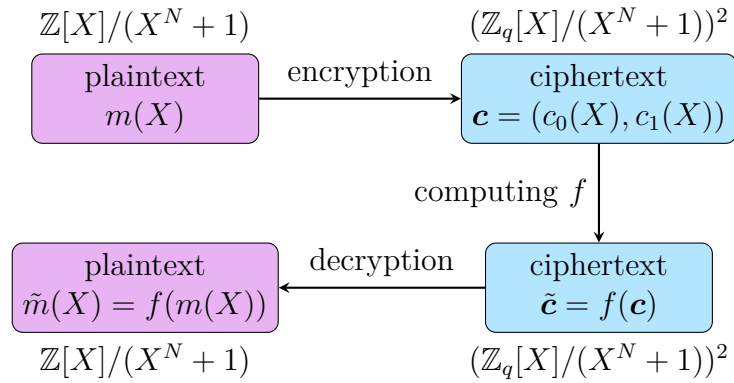 ℤ[X]/(X^N + 1)
(ℤ_q[X]/(X^N + 1))^2
plaintext
m(X)
encryption
ciphertext
𝒄 = (c_0(X), c_1(X))
computing f
plaintext
m̃(X) = f(m(X))
decryption
ciphertext
𝒄̃ = f(𝒄)
ℤ[X]/(X^N + 1)
(ℤ_q[X]/(X^N + 1))^2